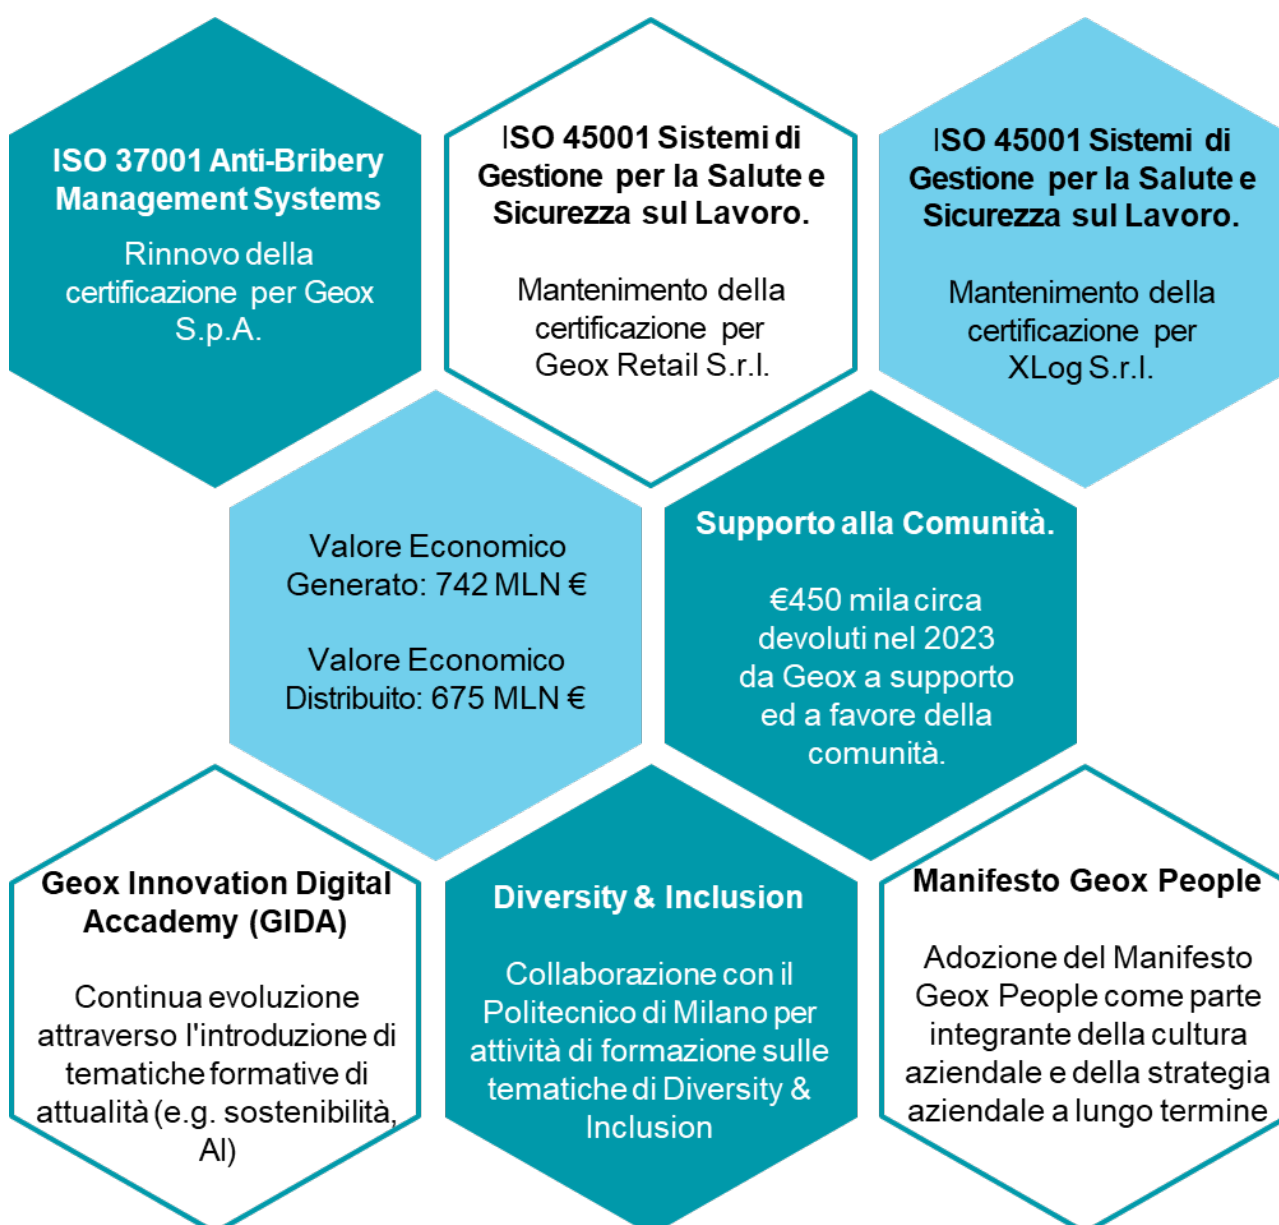 ISO 37001 Anti-Bribery
Management Systems
Rinnovo della
certificazione per Geox
S.p.A.
ISO 45001 Sistemi di
Gestione per la Salute e
Sicurezza sul Lavoro.
Mantenimento della
certificazione per
Geox Retail S.r.l.
ISO 45001 Sistemi di
Gestione per la Salute e
Sicurezza sul Lavoro.
Mantenimento della
certificazione per
XLog S.r.l.
Valore Economico
Generato: 742 MLN €
Valore Economico
Distribuito: 675 MLN €
Supporto alla Comunità.
€450 mila circa
devoluti nel 2023
da Geox a supporto
ed a favore della
comunità.
Geox Innovation Digital
Accademy (GIDA)
Continua evoluzione
attraverso l'introduzione di
tematiche formative di
attualità (e.g. sostenibilità,
AI)
Diversity & Inclusion
Collaborazione con il
Politecnico di Milano per
attività di formazione sulle
tematiche di Diversity &
Inclusion
Manifesto Geox People
Adozione del Manifesto
Geox People come parte
integrante della cultura
aziendale e della strategia
aziendale a lungo termine